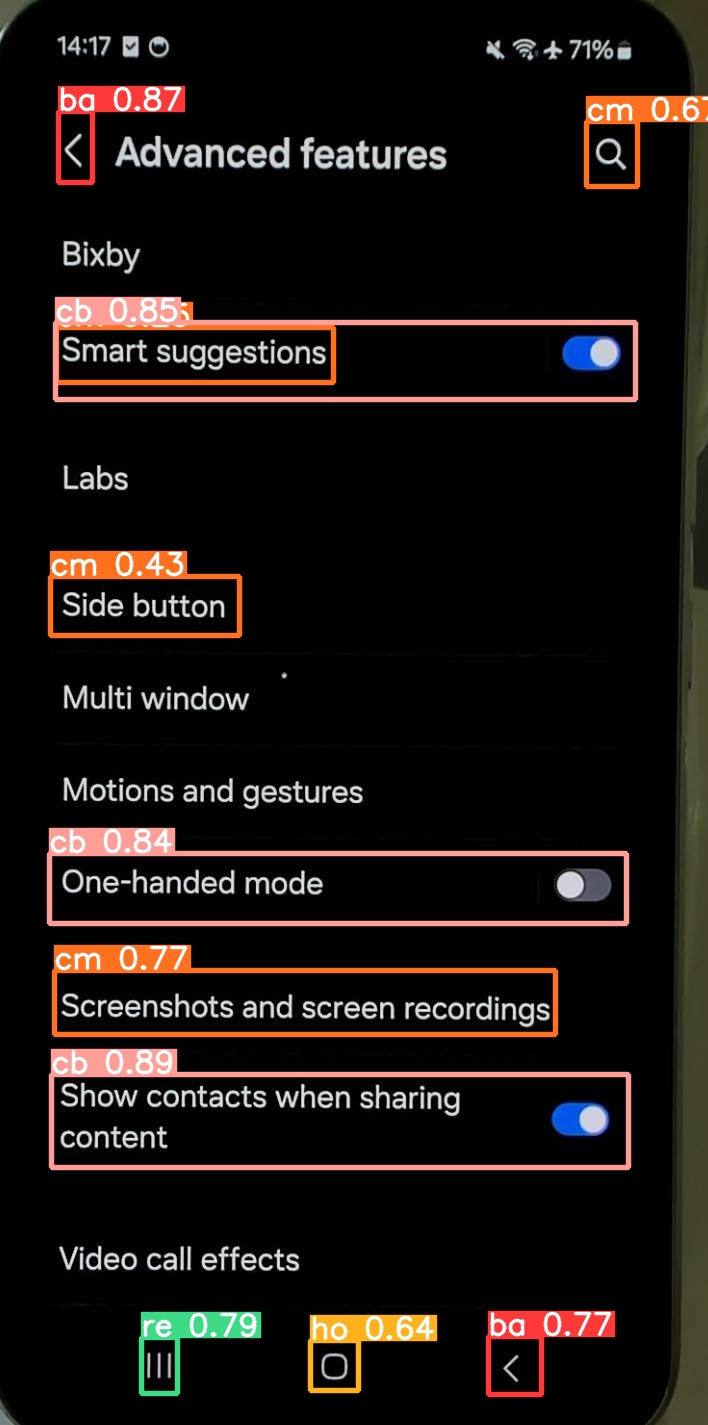 14:17 71%
ba 0.87
cm 0.67
Advanced features
Bixby
cb 0.85
Smart suggestions
Labs
cm 0.43
Side button
Multi window
Motions and gestures
cb 0.84
One-handed mode
cm 0.77
Screenshots and screen recordings
cb 0.89
Show contacts when sharing
content
Video call effects
re 0.79 ho 0.64 ba 0.77